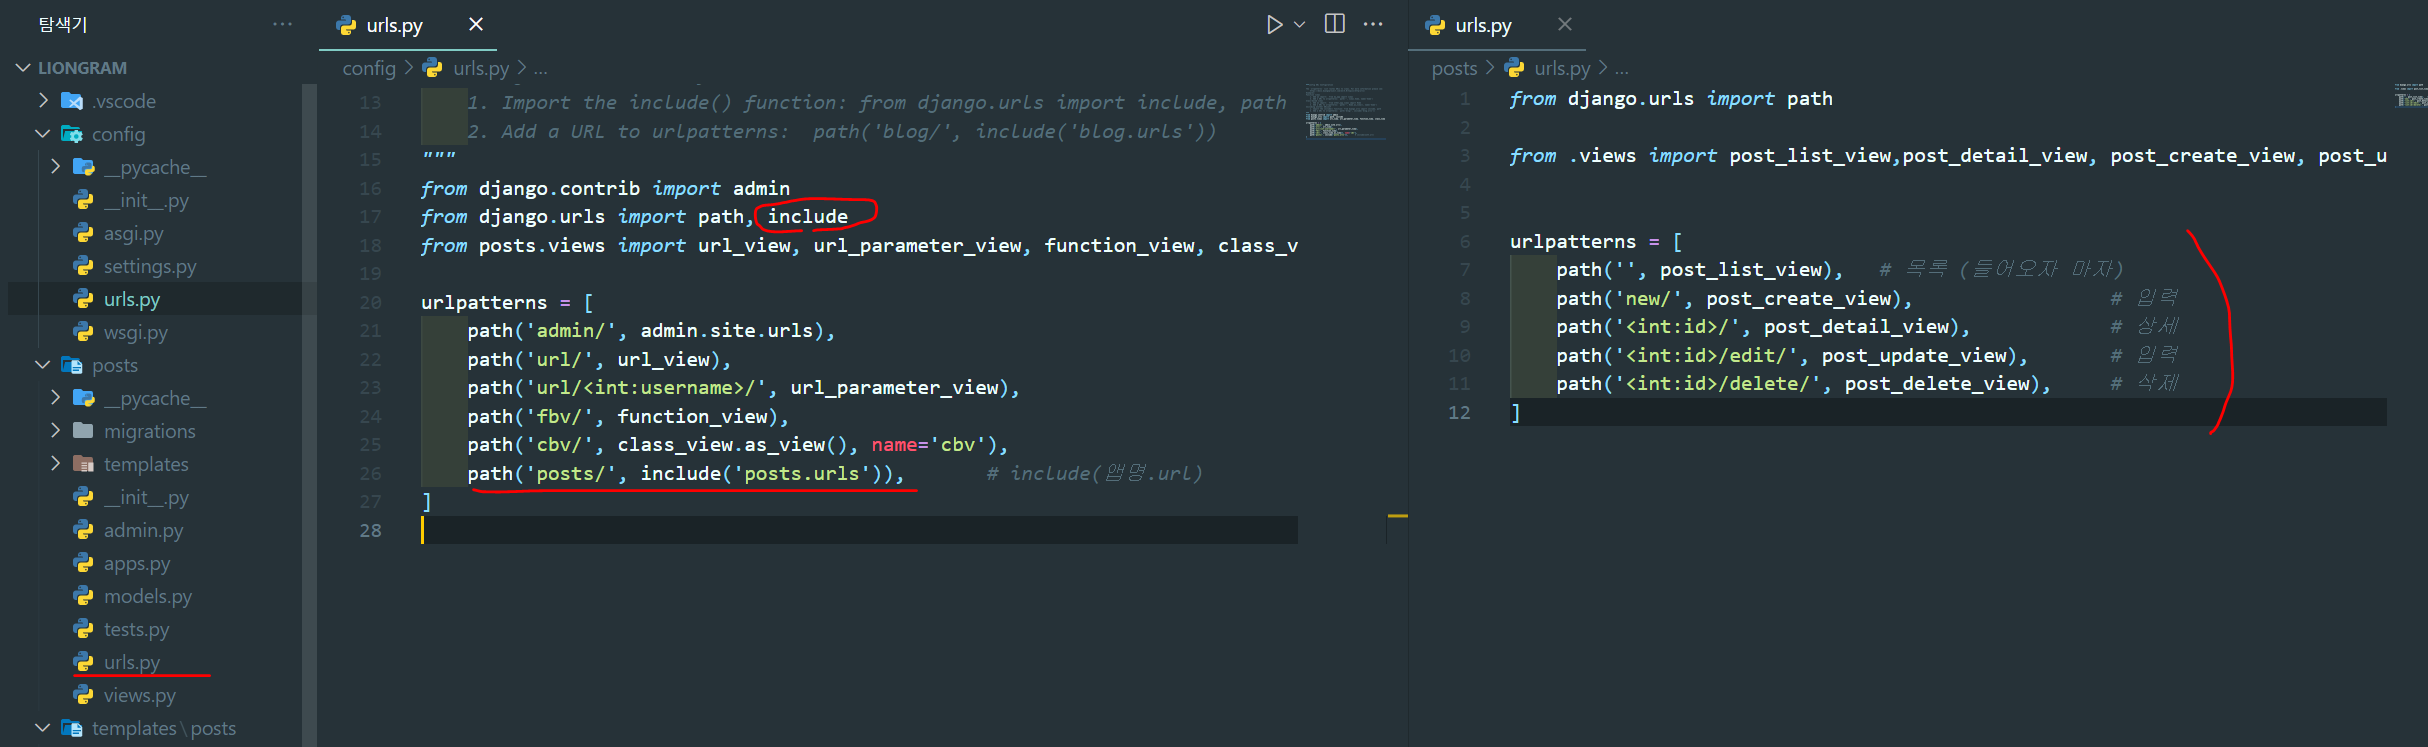 탐색기
LIONGRAM
.vscode
config
__pycache__
__init__.py
asgi.py
settings.py
urls.py
wsgi.py
posts
__pycache__
migrations
templates
__init__.py
admin.py
apps.py
models.py
tests.py
urls.py
views.py
templates\posts
urls.py
config > urls.py > ...
13 1. Import the include() function: from django.urls import include, path
14 2. Add a URL to urlpatterns:  path('blog/', include('blog.urls'))
15 """
16 from django.contrib import admin
17 from django.urls import path, include
18 from posts.views import url_view, url_parameter_view, function_view, class_v
19
20 urlpatterns = [
21 path('admin/', admin.site.urls),
22 path('url/', url_view),
23 path('url/<int:username>/', url_parameter_view),
24 path('fbv/', function_view),
25 path('cbv/', class_view.as_view(), name='cbv'),
26 path('posts/', include('posts.urls')), # include(앱명.url)
27 ]
28
urls.py
posts > urls.py > ...
1 from django.urls import path
2
3 from .views import post_list_view,post_detail_view, post_create_view, post_u
4
5
6 urlpatterns = [
7 path('', post_list_view), # 목록 (들어오자 마자)
8 path('new/', post_create_view), # 입력
9 path('<int:id>/', post_detail_view), # 상세
10 path('<int:id>/edit/', post_update_view), # 입력
11 path('<int:id>/delete/', post_delete_view), # 삭제
12 ]